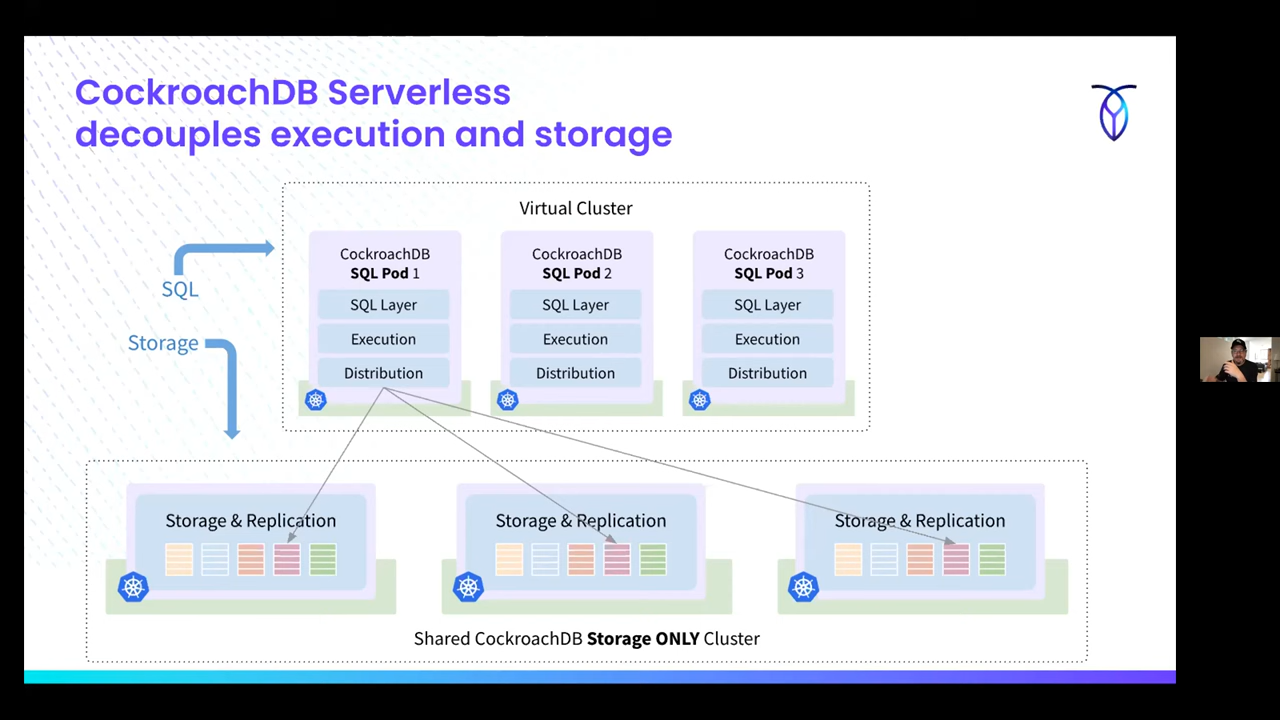 CockroachDB Serverless
decouples execution and storage
Virtual Cluster
SQL
Storage
CockroachDB
SQL Pod 1
SQL Layer
Execution
Distribution
CockroachDB
SQL Pod 2
SQL Layer
Execution
Distribution
CockroachDB
SQL Pod 3
SQL Layer
Execution
Distribution
Storage & Replication
Storage & Replication
Storage & Replication
Shared CockroachDB Storage ONLY Cluster